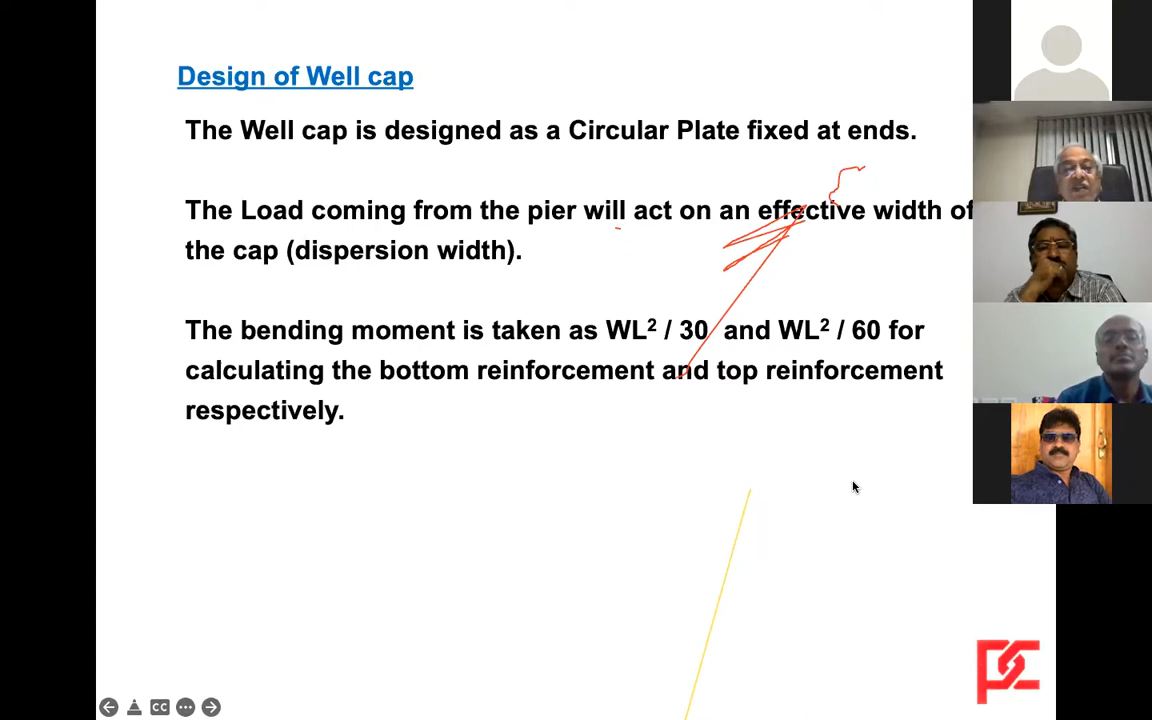 Design of Well cap
The Well cap is designed as a Circular Plate fixed at ends.
The Load coming from the pier will act on an effective width of
the cap (dispersion width).
The bending moment is taken as WL² / 30 and WL² / 60 for
calculating the bottom reinforcement and top reinforcement
respectively.
CC